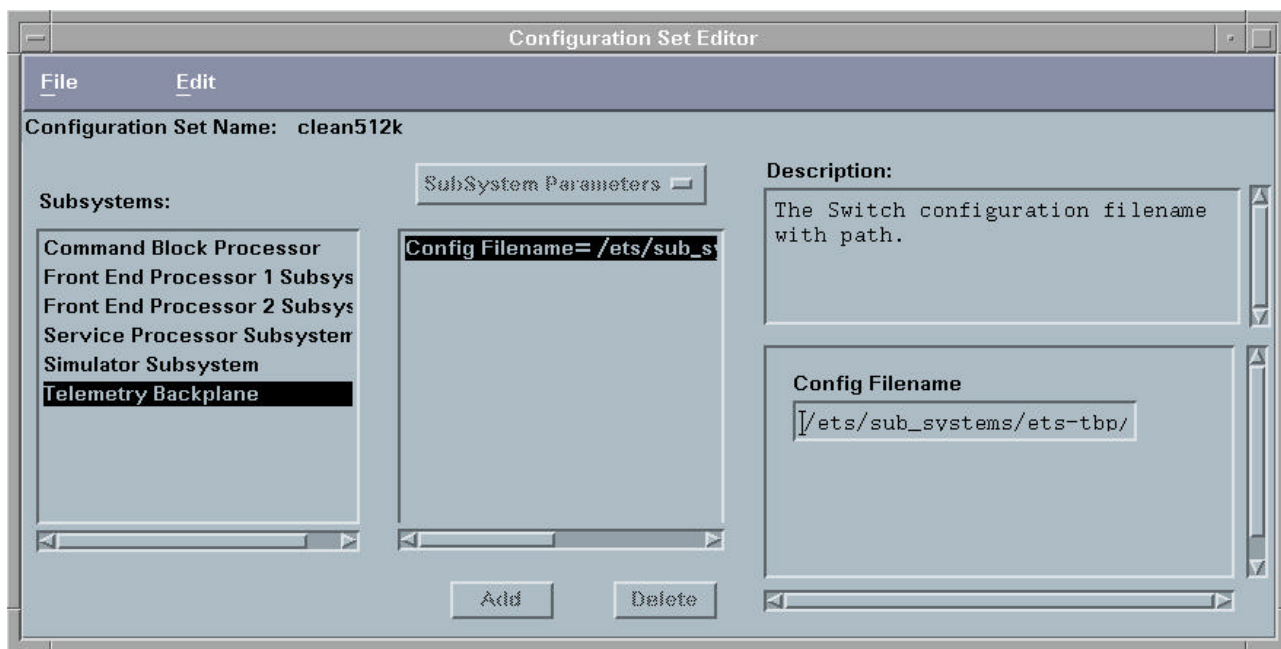 Configuration Set Editor
File Edit
Configuration Set Name: clean512k
SubSystem Parameters
Subsystems:
Command Block Processor
Front End Processor 1 Subsys
Front End Processor 2 Subsys
Service Processor Subsystem
Simulator Subsystem
Telemetry Backplane
Config Filename= /ets/sub_sy
Add Delete
Description:
The Switch configuration filename
with path.
Config Filename
/ets/sub_systems/ets-tbp/